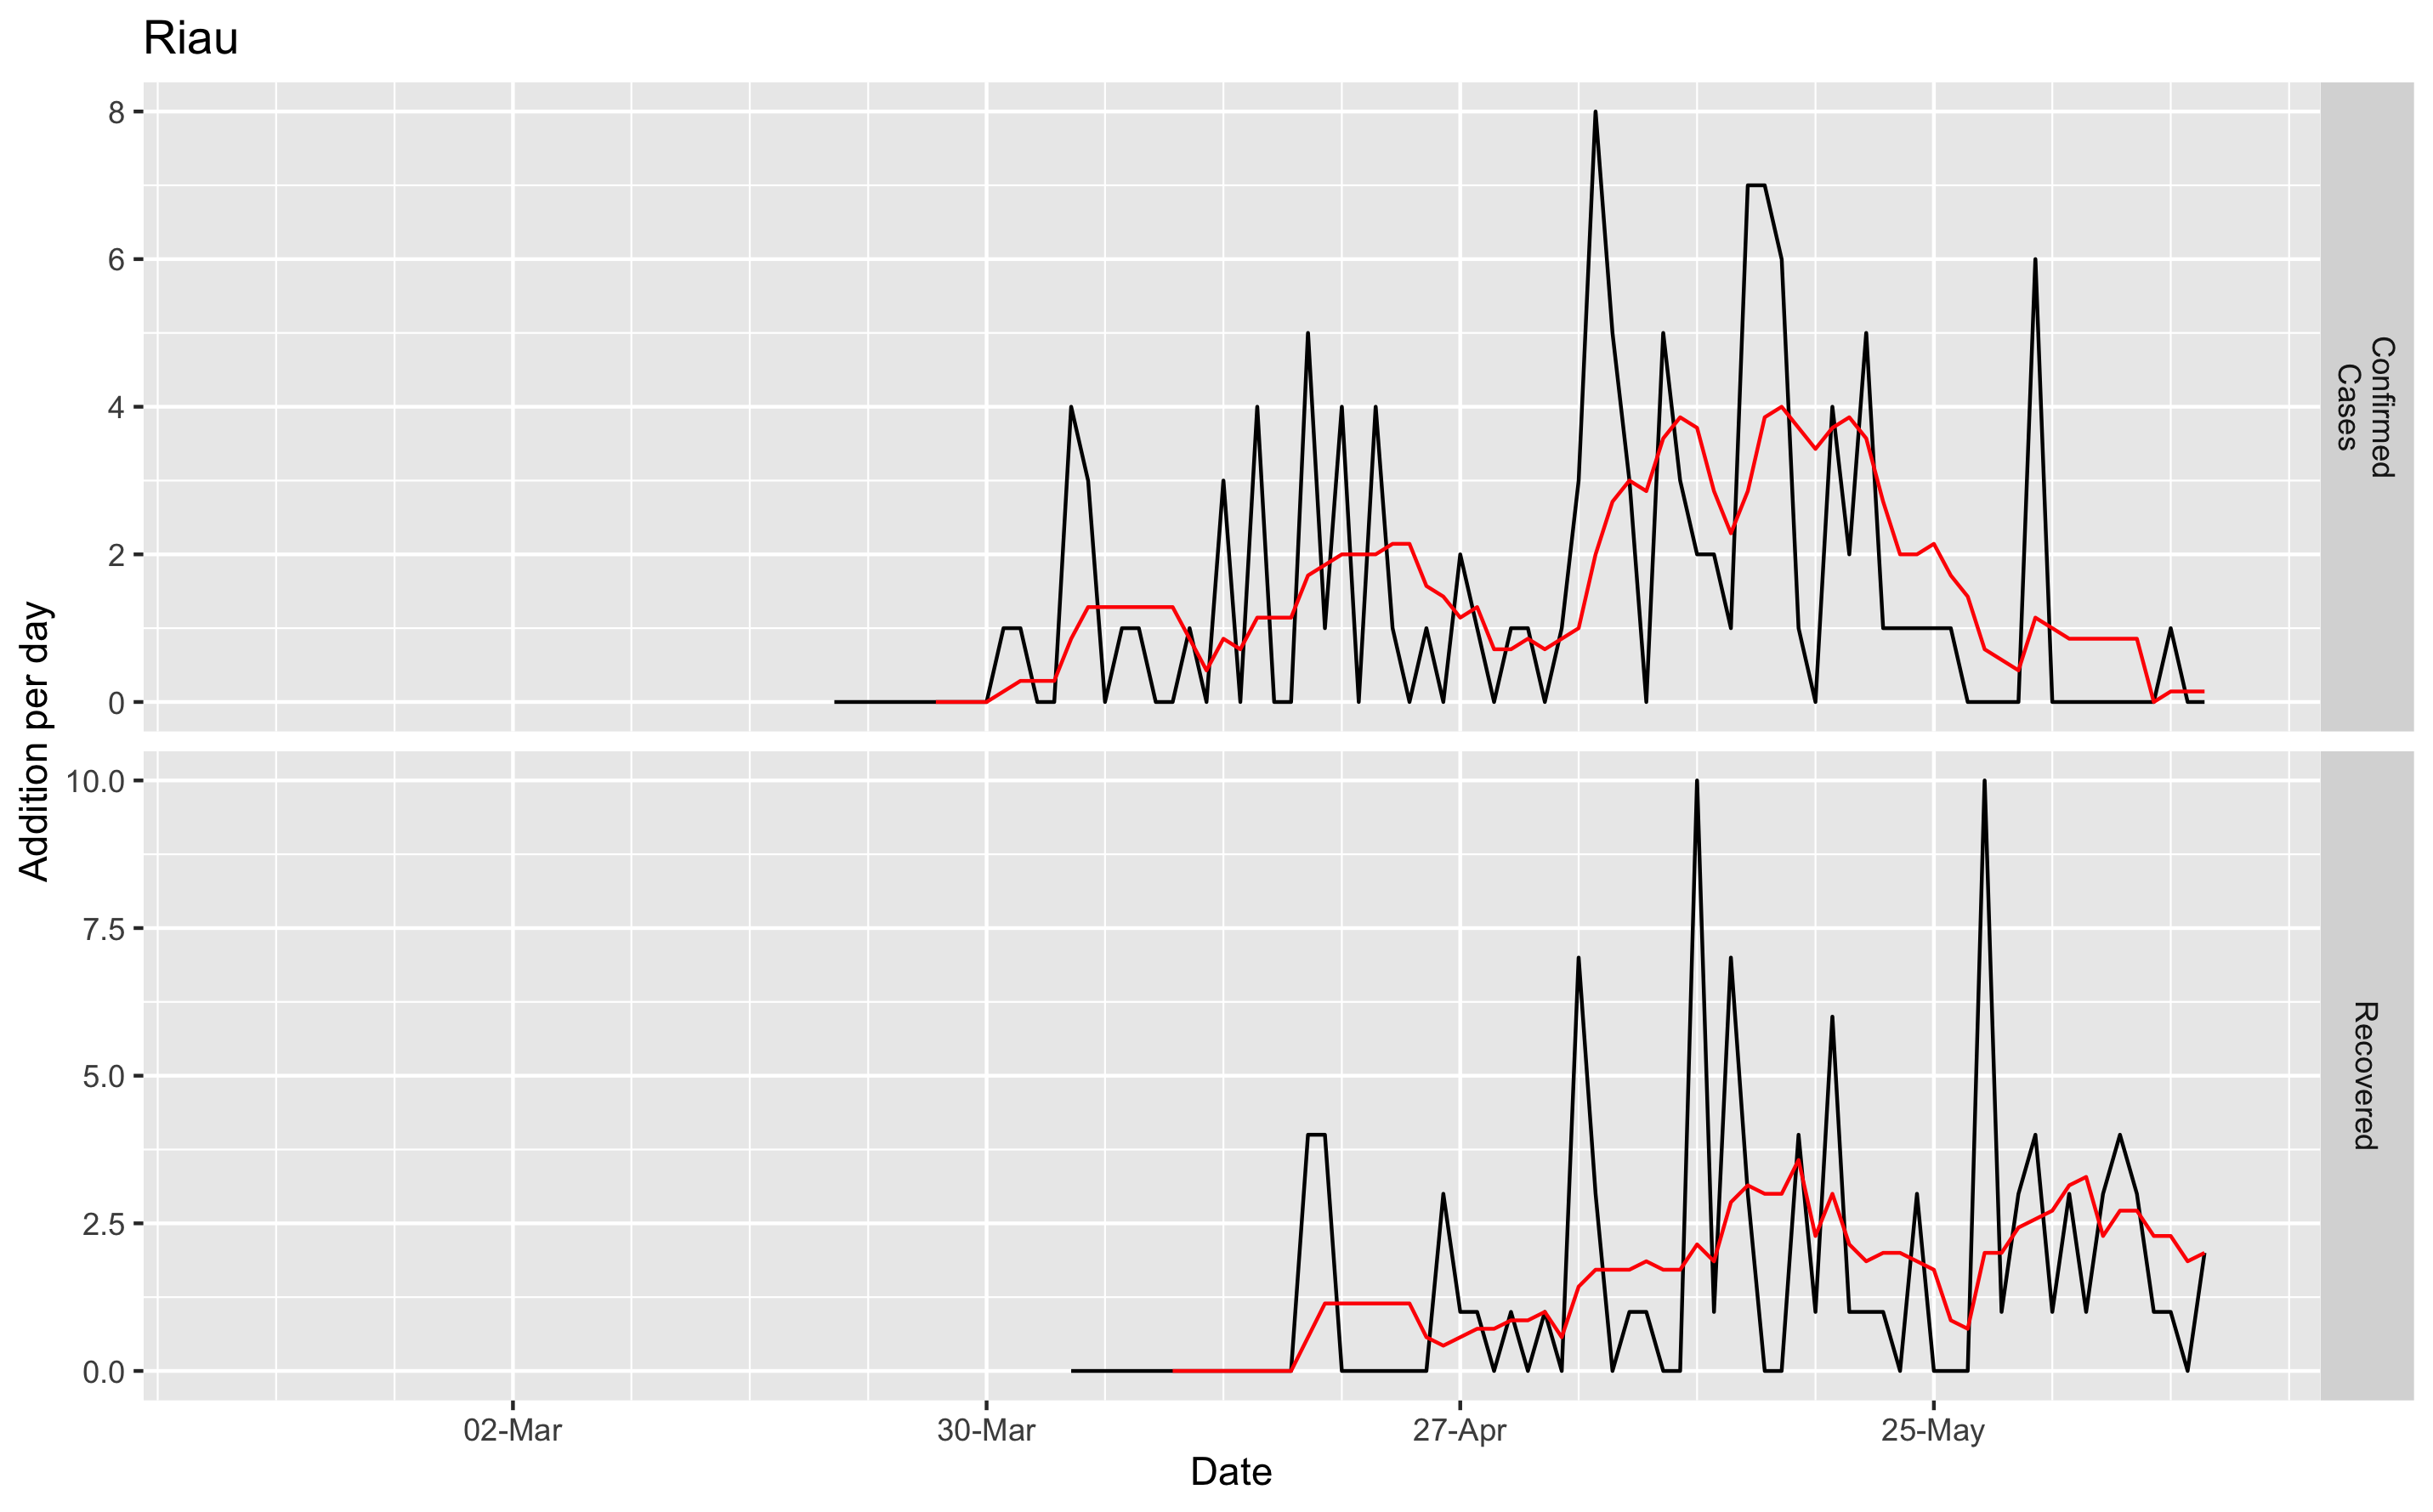 Riau
Addition per day
8
6
4
2
0
Confirmed
Cases
10.0
7.5
5.0
2.5
0.0
Recovered
02-Mar
30-Mar
27-Apr
25-May
Date